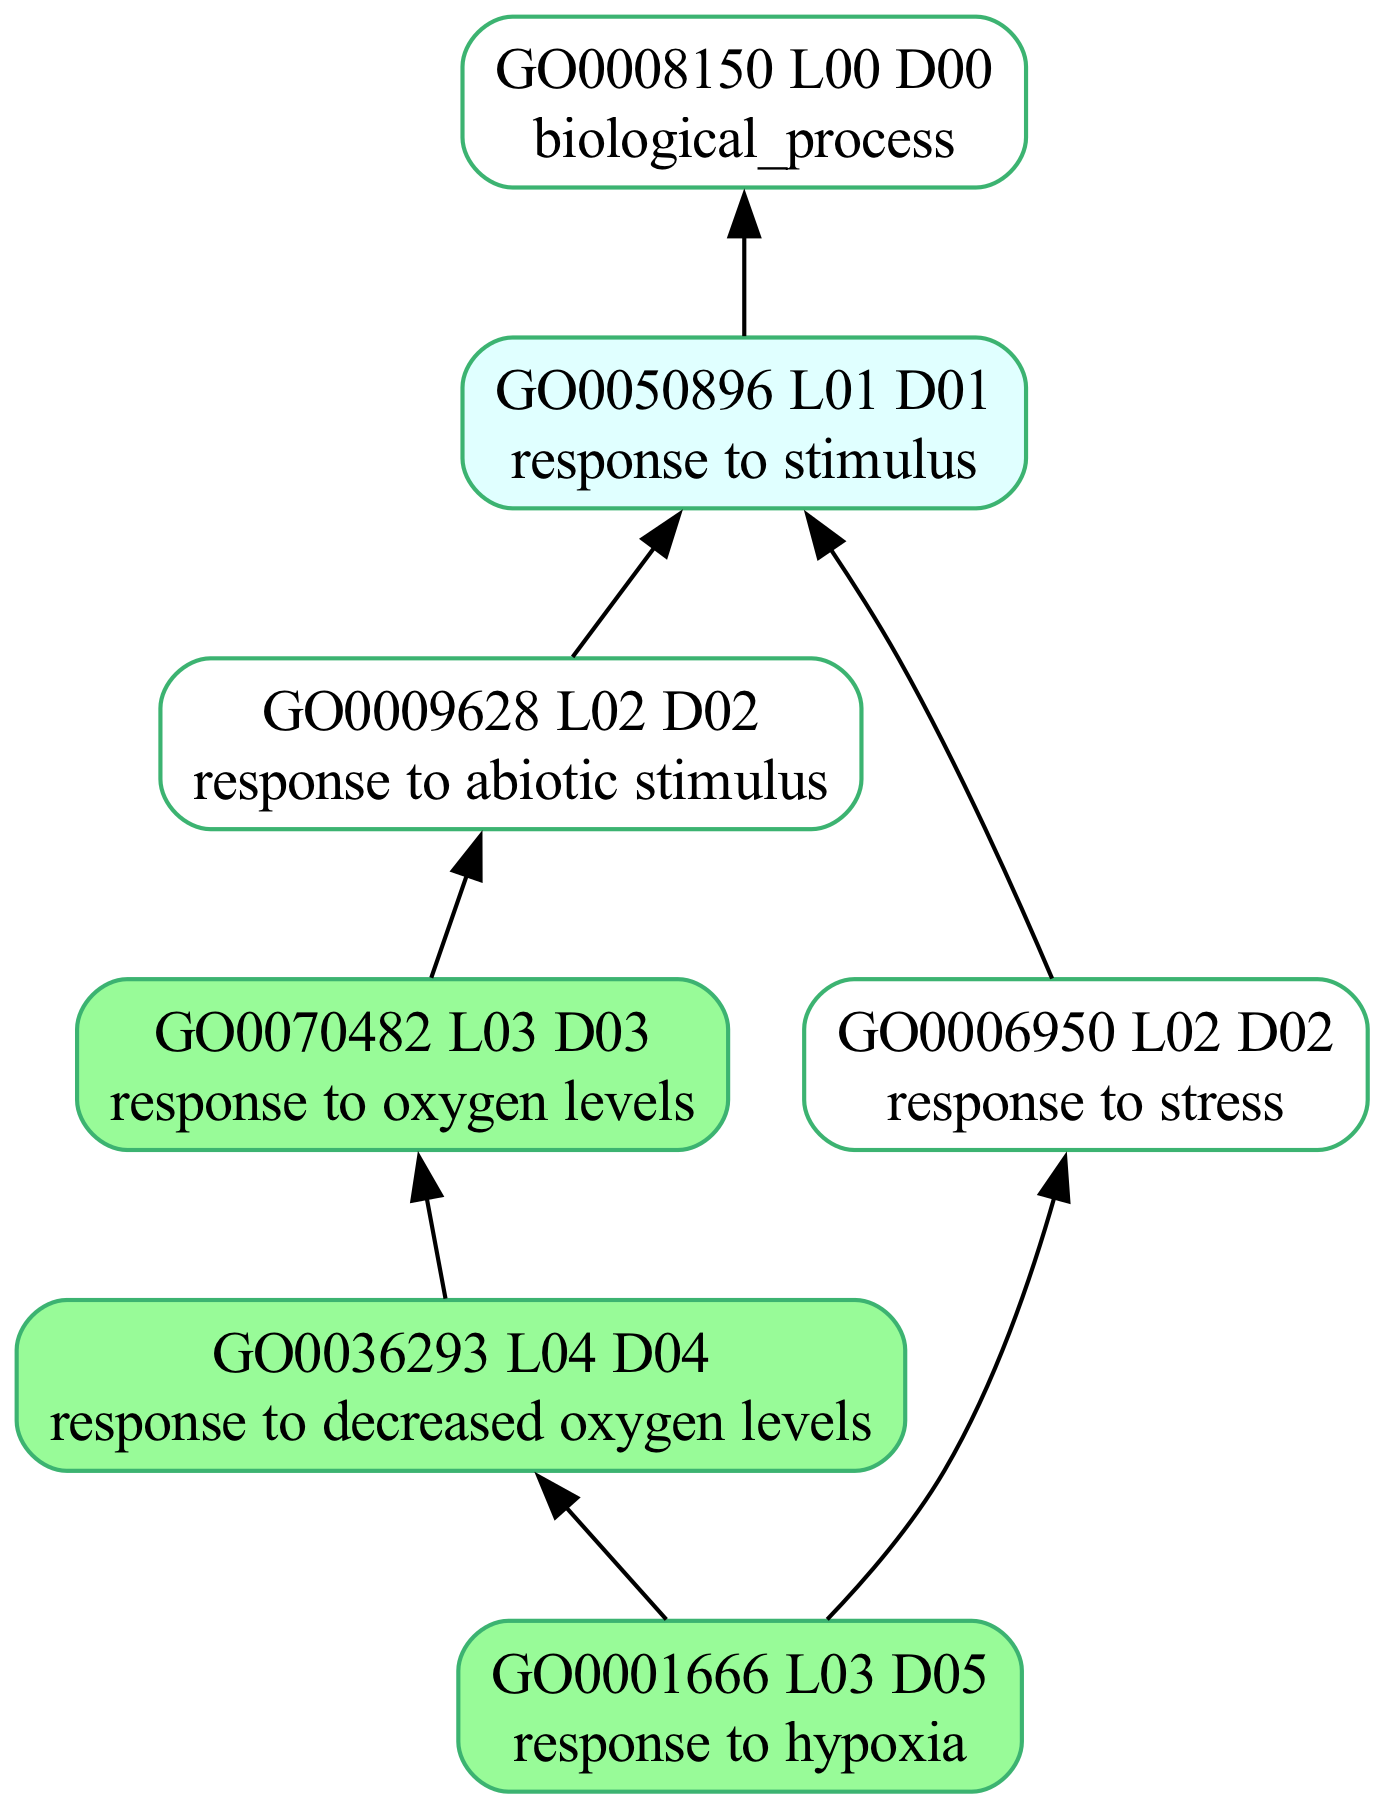 GO0008150 L00 D00
biological_process
GO0050896 L01 D01
response to stimulus
GO0009628 L02 D02
response to abiotic stimulus
GO0070482 L03 D03
response to oxygen levels
GO0006950 L02 D02
response to stress
GO0036293 L04 D04
response to decreased oxygen levels
GO0001666 L03 D05
response to hypoxia